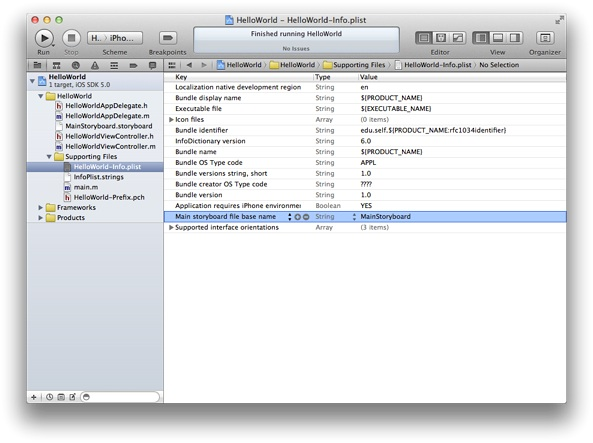 HelloWorld - HelloWorld-Info.plist
Finished running HelloWorld
No Issues
H... iPho...
Run Stop Scheme Breakpoints Editor View Organizer
HelloWorld HelloWorld Supporting Files HelloWorld-Info.plist No Selection
HelloWorld
1 target, iOS SDK 5.0
HelloWorld
HelloWorldAppDelegate.h
HelloWorldAppDelegate.m
MainStoryboard.storyboard
HelloWorldViewController.h
HelloWorldViewController.m
Supporting Files
HelloWorld-Info.plist
InfoPlist.strings
main.m
HelloWorld-Prefix.pch
Frameworks
Products
Key Type Value
Localization native development region String en
Bundle display name String ${PRODUCT_NAME}
Executable file String ${EXECUTABLE_NAME}
Icon files Array (0 items)
Bundle identifier String edu.self.${PRODUCT_NAME:rfc1034identifier}
InfoDictionary version String 6.0
Bundle name String ${PRODUCT_NAME}
Bundle OS Type code String APPL
Bundle versions string, short String 1.0
Bundle creator OS Type code String ????
Bundle version String 1.0
Application requires iPhone environmen Boolean YES
Main storyboard file base name String MainStoryboard
Supported interface orientations Array (3 items)